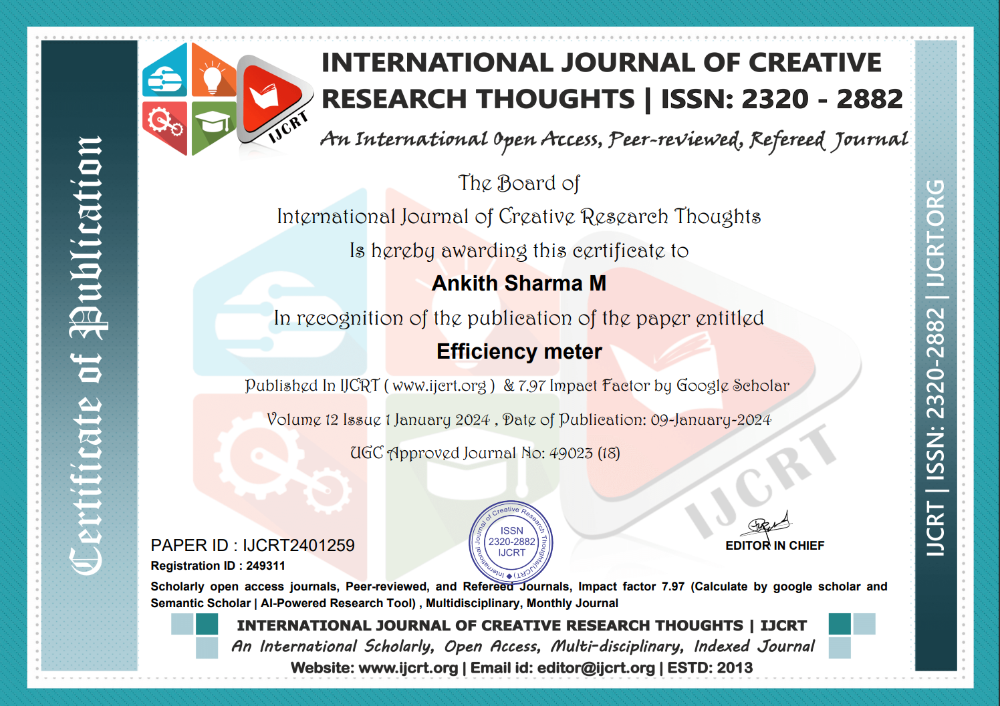 INTERNATIONAL JOURNAL OF CREATIVE
RESEARCH THOUGHTS | ISSN: 2320 - 2882
An International Open Access, Peer-reviewed, Refereed Journal
IJCRT
Certificate of Publication
The Board of
International Journal of Creative Research Thoughts
Is hereby awarding this certificate to
Ankith Sharma M
In recognition of the publication of the paper entitled
Efficiency meter
Published In IJCRT ( www.ijcrt.org ) & 7.97 Impact Factor by Google Scholar
Volume 12 Issue 1 January 2024 , Date of Publication: 09-January-2024
UGC Approved Journal No: 49023 (18)
IJCRT
IJCRT | ISSN: 2320-2882 | IJCRT.ORG
International Journal of Creative Research Thoughts(IJCRT)
ISSN
2320-2882
IJCRT
PAPER ID : IJCRT2401259
EDITOR IN CHIEF
Registration ID : 249311
Scholarly open access journals, Peer-reviewed, and Refereed Journals, Impact factor 7.97 (Calculate by google scholar and
Semantic Scholar | AI-Powered Research Tool) , Multidisciplinary, Monthly Journal
INTERNATIONAL JOURNAL OF CREATIVE RESEARCH THOUGHTS | IJCRT
An International Scholarly, Open Access, Multi-disciplinary, Indexed Journal
Website: www.ijcrt.org | Email id: editor@ijcrt.org | ESTD: 2013